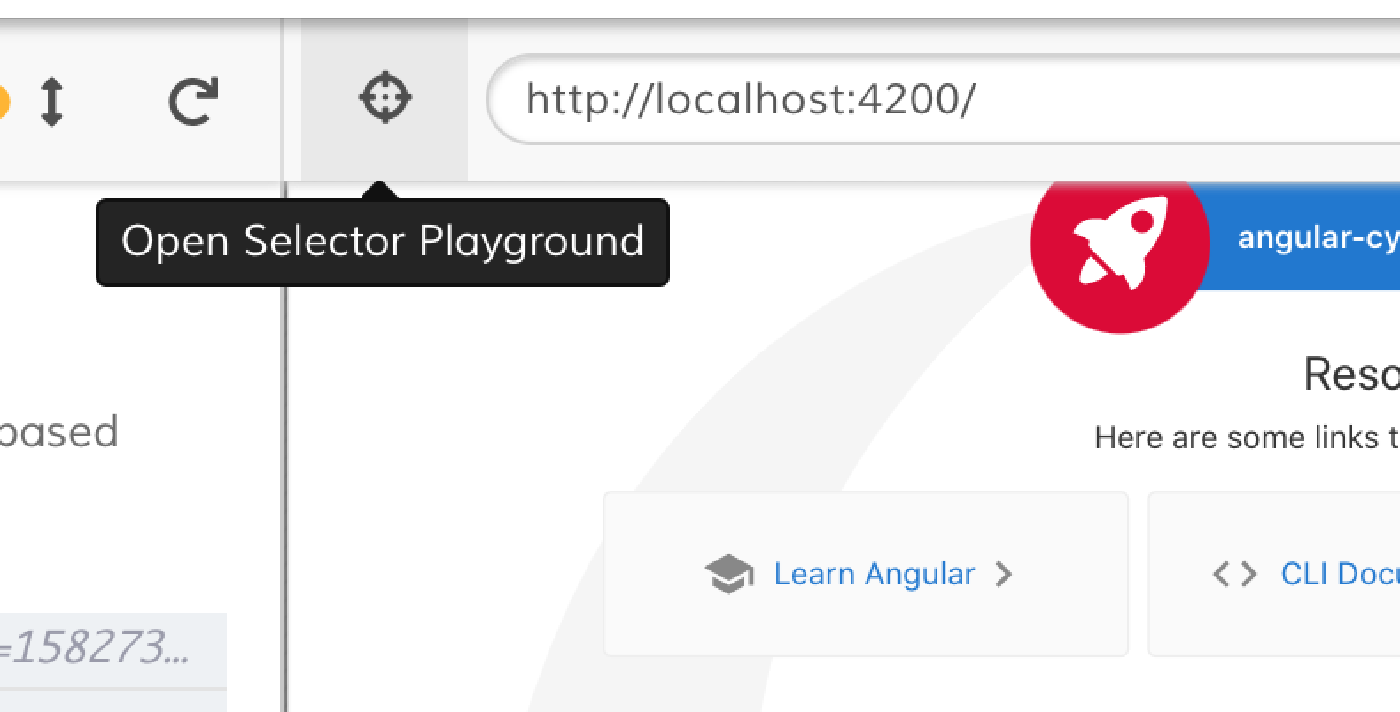 http://localhost:4200/
Open Selector Playground
angular-cy
Reso
based
Here are some links t
Learn Angular
CLI Docu
=158273...